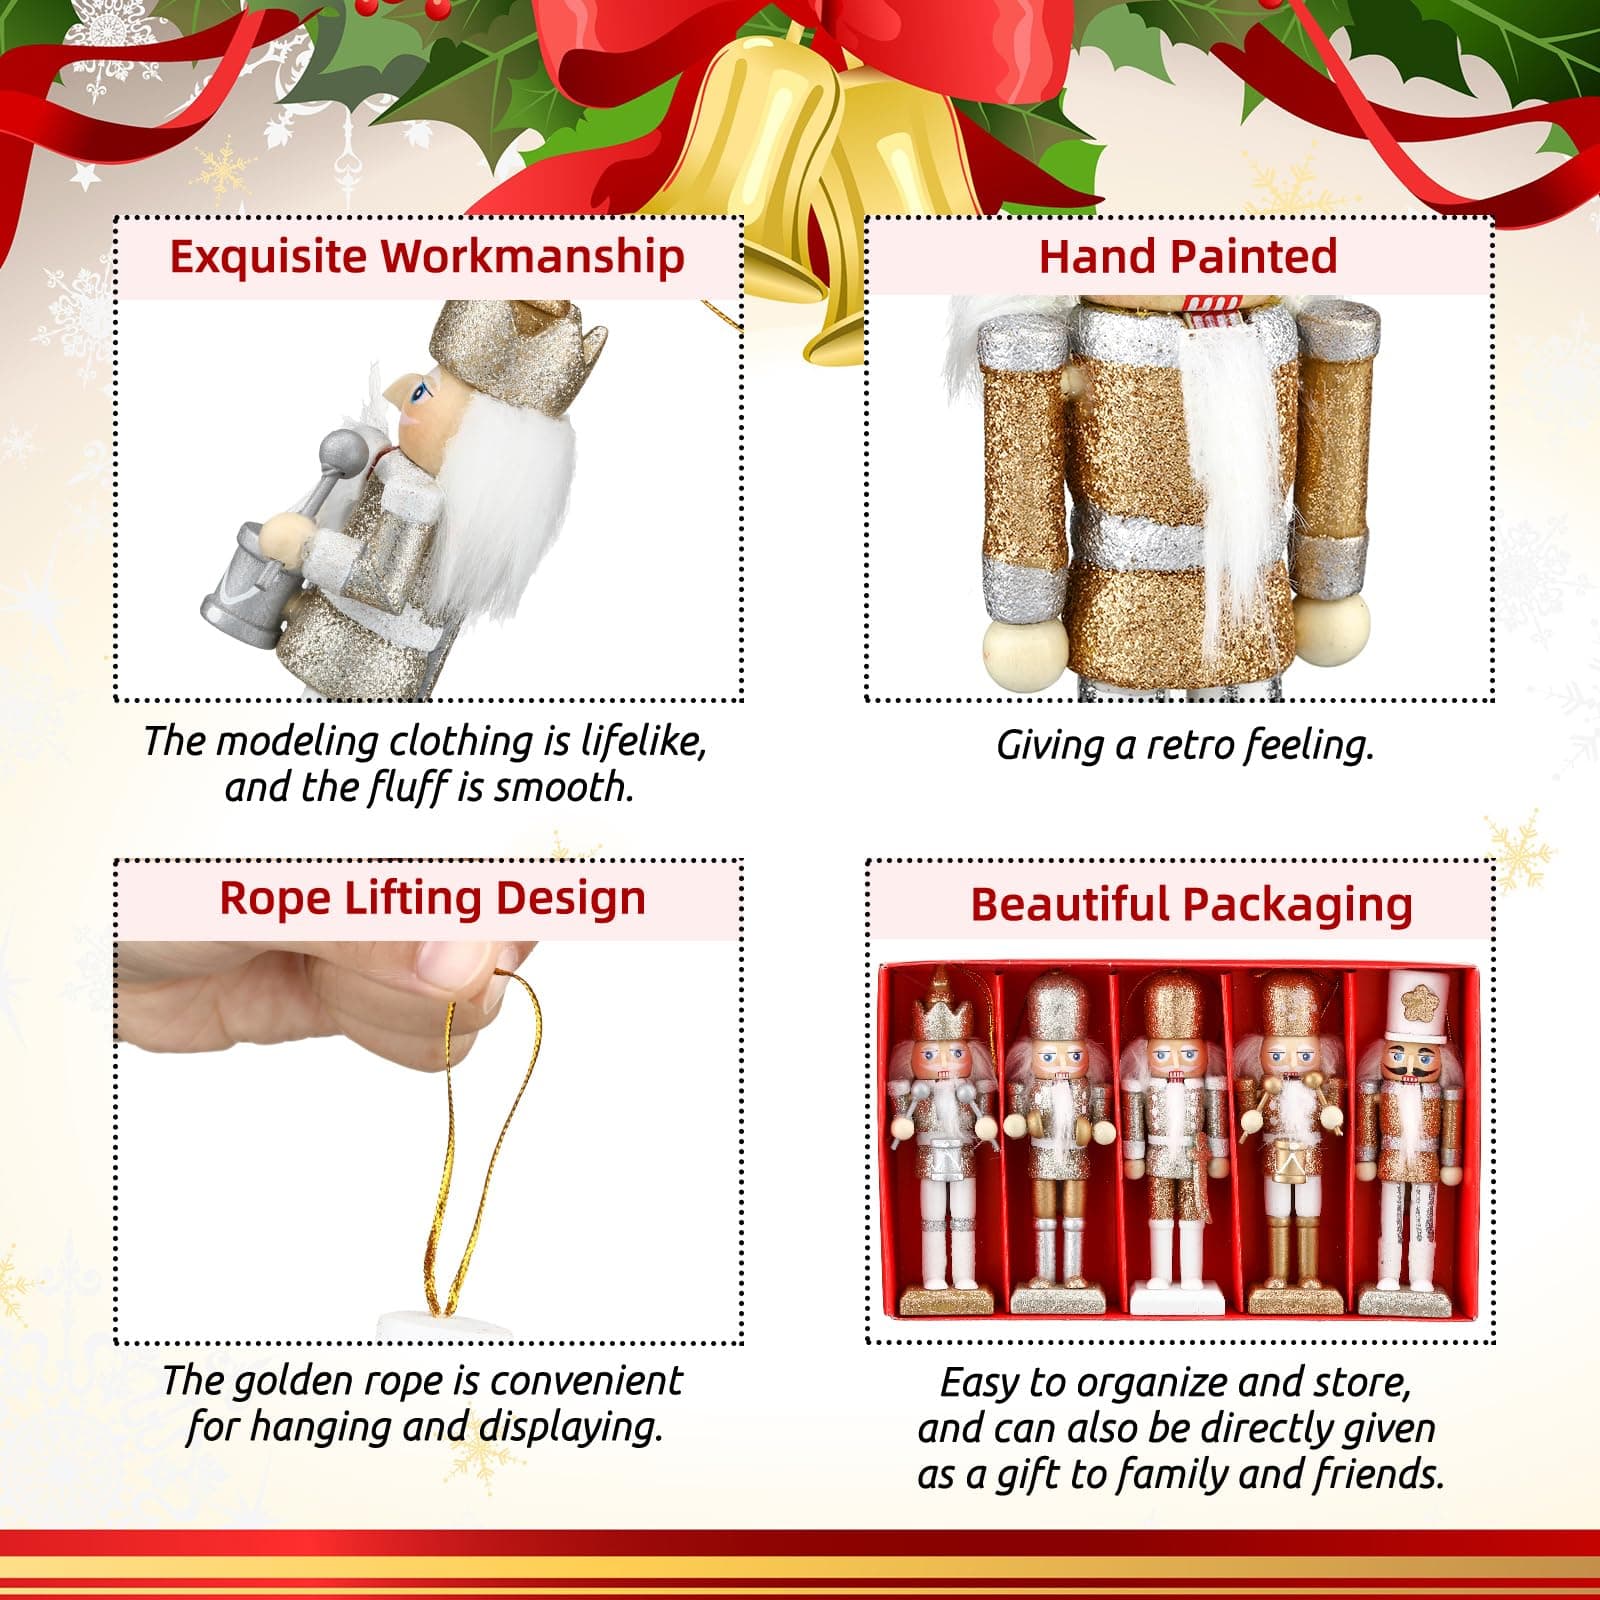 Exquisite Workmanship
The modeling clothing is lifelike,
and the fluff is smooth.
Hand Painted
Giving a retro feeling.
Rope Lifting Design
The golden rope is convenient
for hanging and displaying.
Beautiful Packaging
Easy to organize and store,
and can also be directly given
as a gift to family and friends.